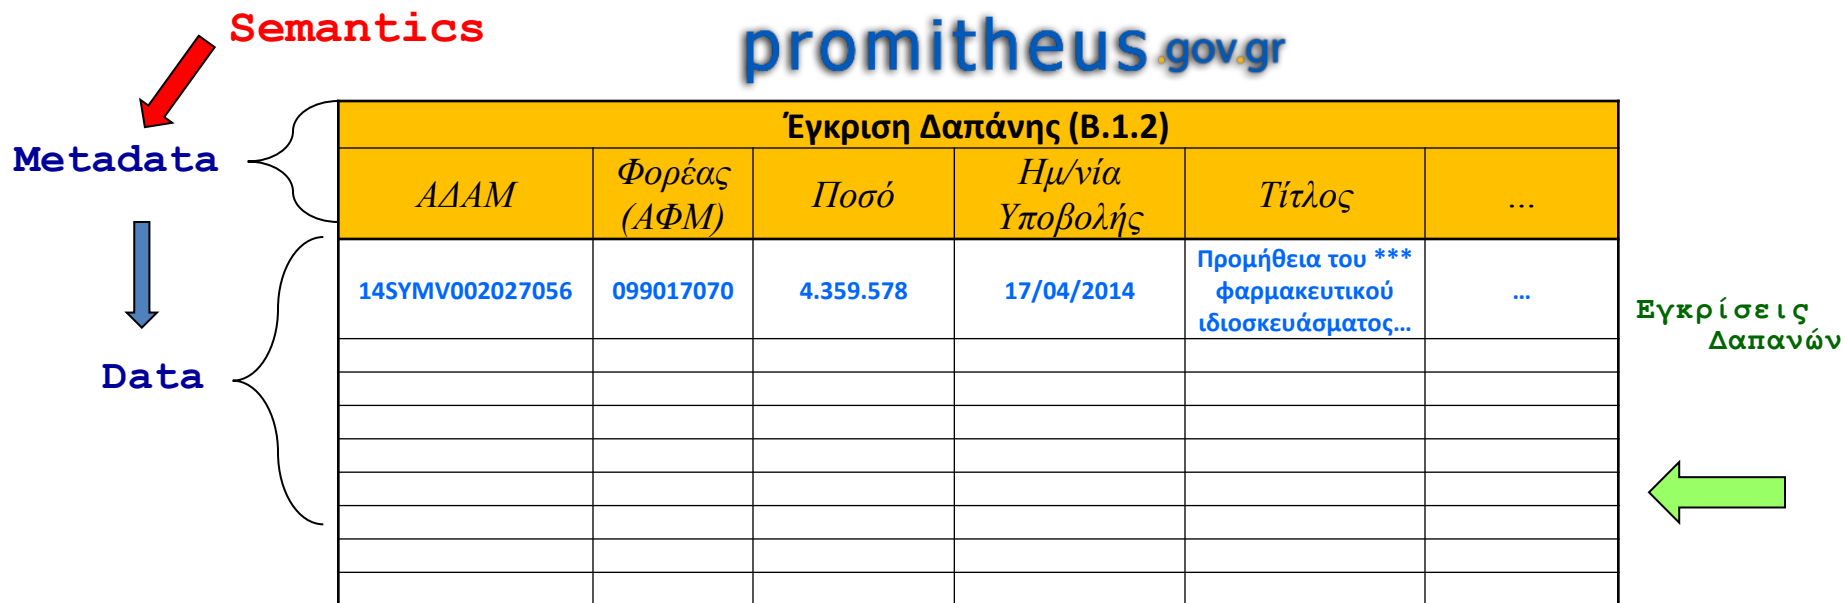 Semantics
promitheus.gov.gr
Metadata
Έγκριση Δαπάνης (Β.1.2)
ΑΔΑΜ
Φορέας
(ΑΦΜ)
Ποσό
Ημ/νία
Υποβολής
Τίτλος
...
Data
14SYMV002027056
099017070
4.359.578
17/04/2014
Προμήθεια του ***
φαρμακευτικού
ιδιοσκευάσματος...
...
Εγκρίσεις
Δαπανών